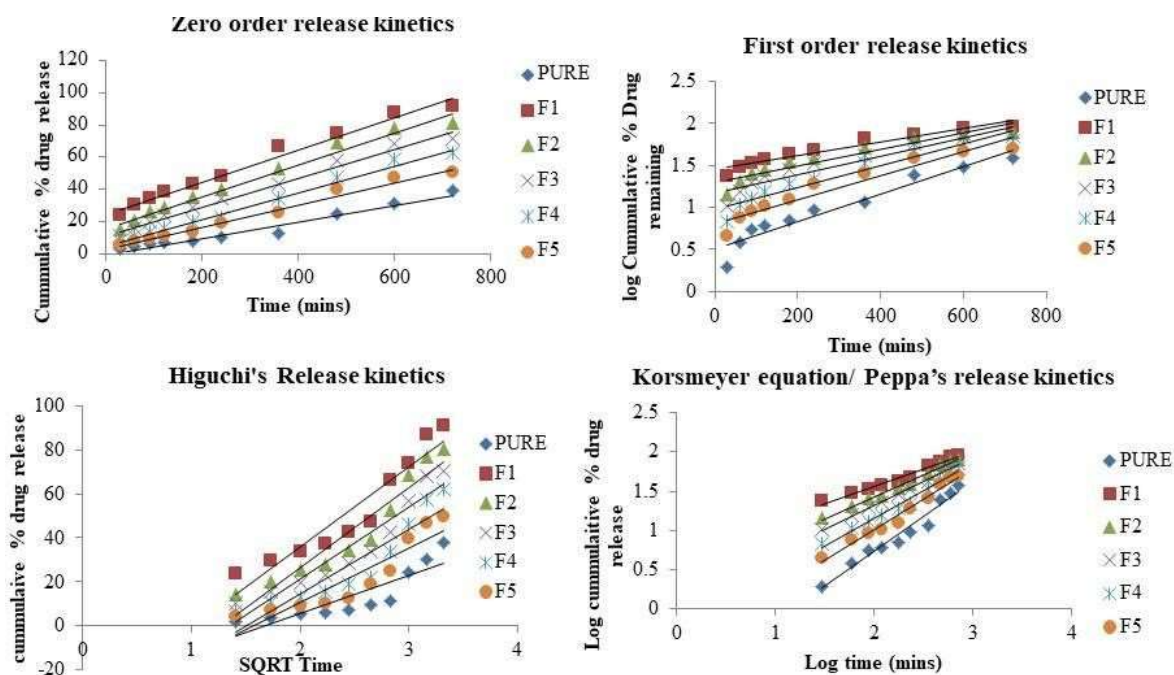 Zero order release kinetics
Cummulative % drug release
120
100
80
60
40
20
0
0
200
400
600
800
Time (mins)
PURE
F1
F2
F3
F4
F5
First order release kinetics
log Cummulative % Drug
remaining
2.5
2
1.5
1
0.5
0
0
200
400
600
800
Time (mins)
PURE
F1
F2
F3
F4
F5
Higuchi's Release kinetics
cummulaive % drug release
100
80
60
40
20
0
-20
0
1
2
3
4
SQRT Time
PURE
F1
F2
F3
F4
F5
Korsmeyer equation/ Peppa's release kinetics
Log cummulaitive % drug
release
2.5
2
1.5
1
0.5
0
0
1
2
3
4
Log time (mins)
PURE
F1
F2
F3
F4
F5